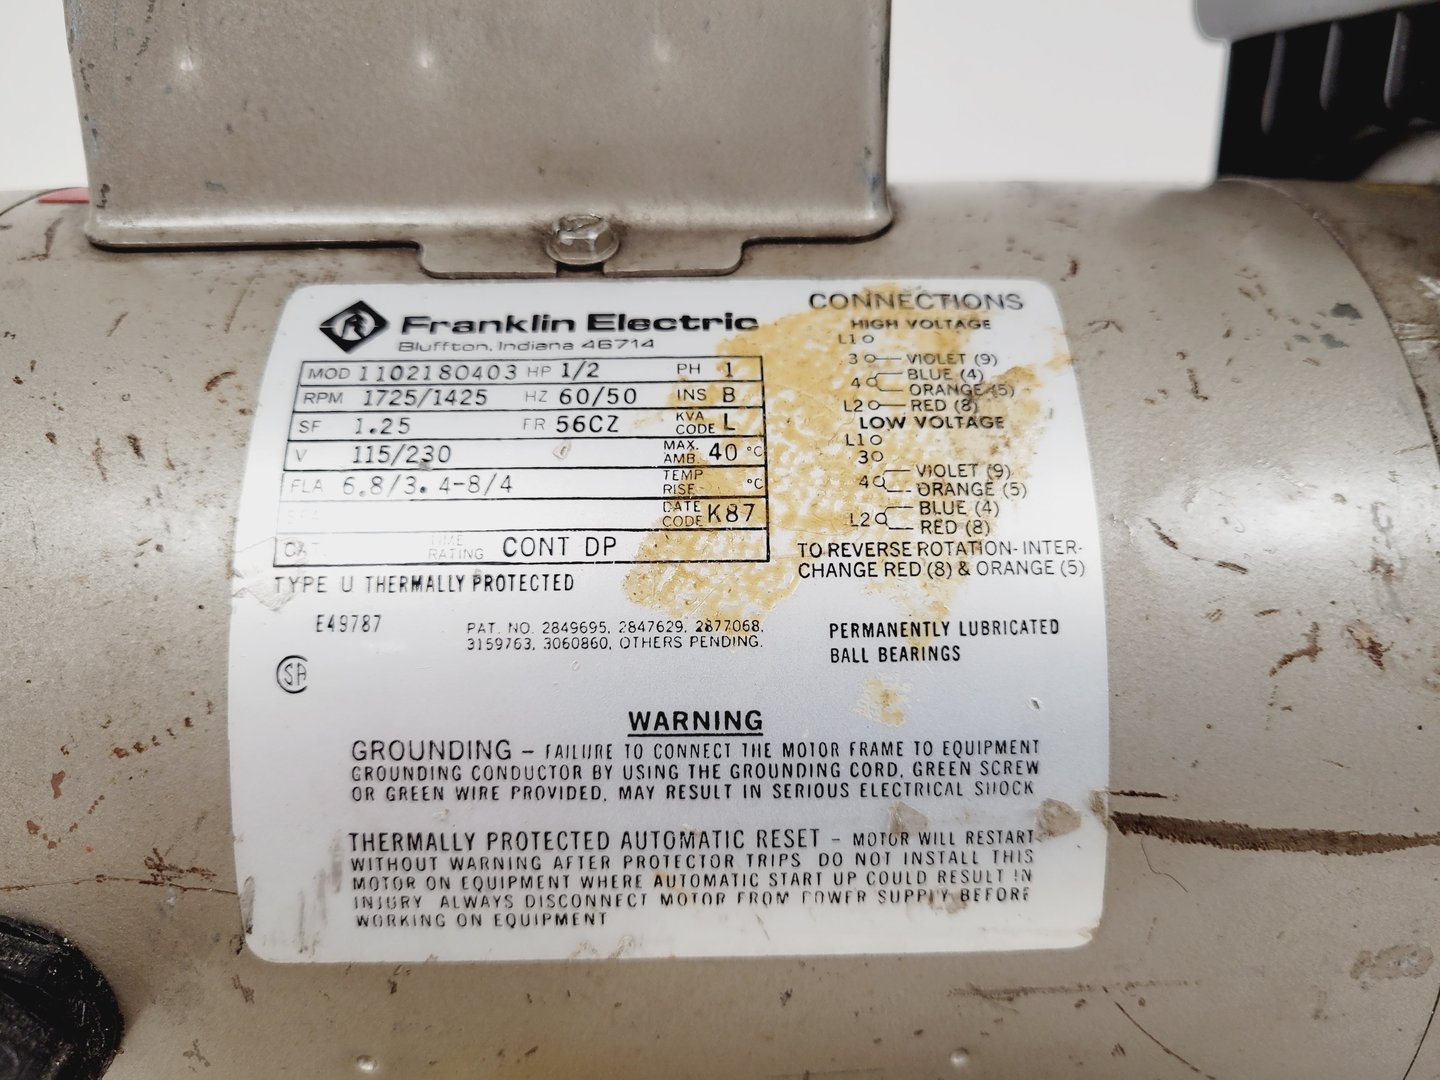 Franklin Electric
Bluffton, Indiana 46714
MOD 1102180403 HP 1/2 PH 1
RPM 1725/1425 HZ 60/50 INS B
SF 1.25 FR 56CZ KVA CODE L
V 115/230 MAX. AMB. 40 °C
FLA 6.8/3.4-8/4 TEMP RISE °C
DATE CODE K87
CAT. TIME RATING CONT DP
TYPE U THERMALLY PROTECTED
E49787
PAT. NO. 2849695, 2847629, 2877068,
3159763, 3060860, OTHERS PENDING.
SA
CONNECTIONS
HIGH VOLTAGE
L1
3 VIOLET (9)
4 BLUE (4)
ORANGE (5)
L2 RED (8)
LOW VOLTAGE
L1
3
4 VIOLET (9)
ORANGE (5)
L2 BLUE (4)
RED (8)
TO REVERSE ROTATION-INTER-
CHANGE RED (8) & ORANGE (5)
PERMANENTLY LUBRICATED
BALL BEARINGS
WARNING
GROUNDING – FAILURE TO CONNECT THE MOTOR FRAME TO EQUIPMENT
GROUNDING CONDUCTOR BY USING THE GROUNDING CORD, GREEN SCREW
OR GREEN WIRE PROVIDED, MAY RESULT IN SERIOUS ELECTRICAL SHOCK
THERMALLY PROTECTED AUTOMATIC RESET – MOTOR WILL RESTART
WITHOUT WARNING AFTER PROTECTOR TRIPS DO NOT INSTALL THIS
MOTOR ON EQUIPMENT WHERE AUTOMATIC START UP COULD RESULT IN
INJURY ALWAYS DISCONNECT MOTOR FROM POWER SUPPLY BEFORE
WORKING ON EQUIPMENT